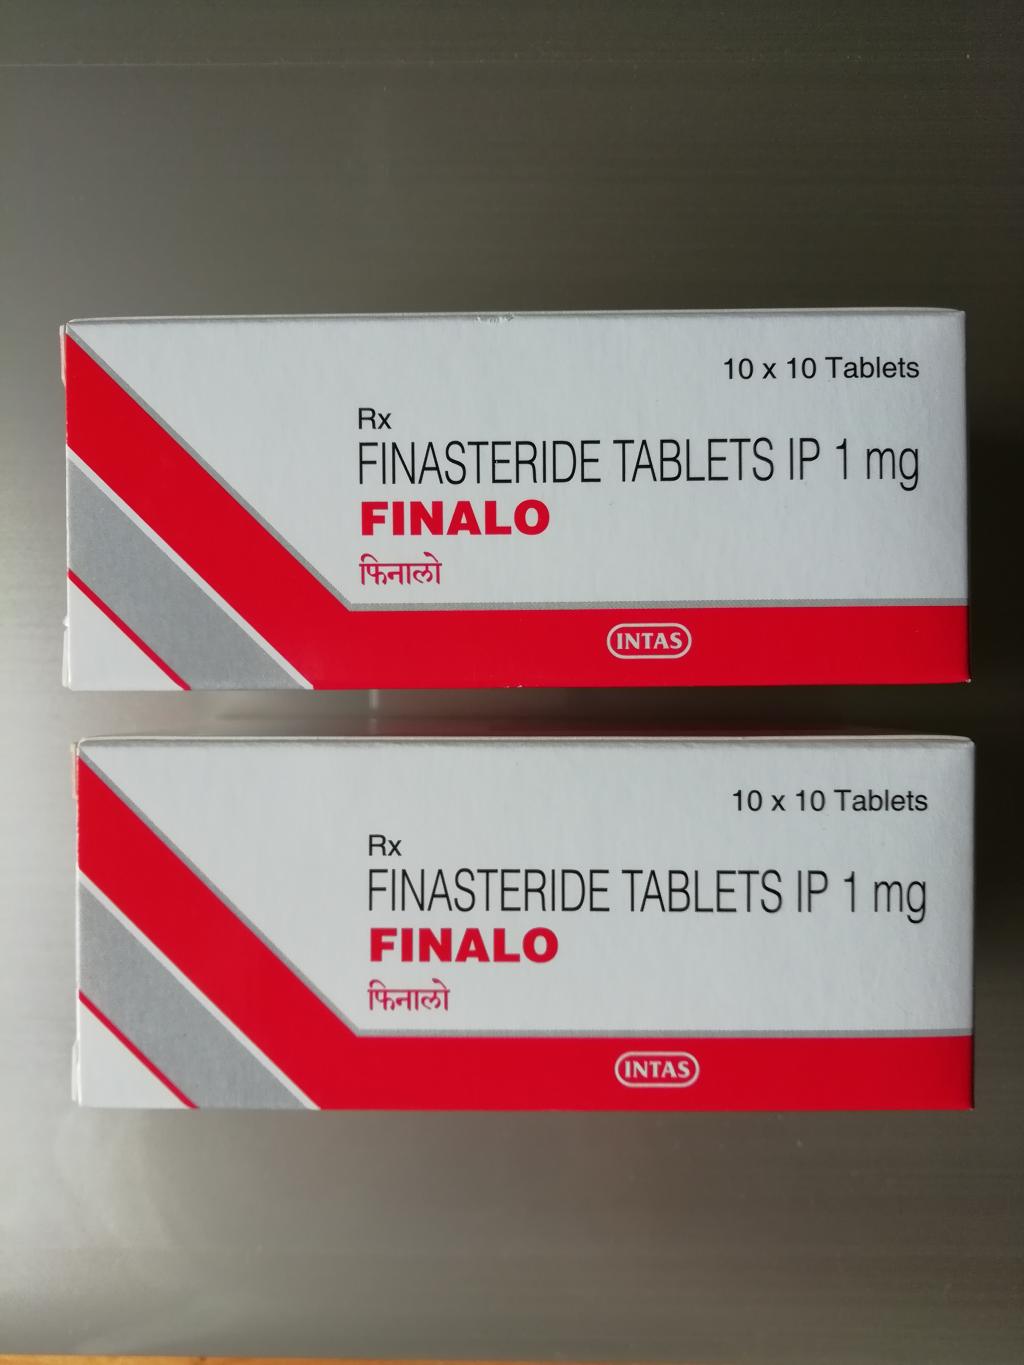 10 x 10 Tablets
Rx
FINASTERIDE TABLETS IP 1 mg
FINALO
फिनालो
INTAS
10 x 10 Tablets
Rx
FINASTERIDE TABLETS IP 1 mg
FINALO
फिनालो
INTAS